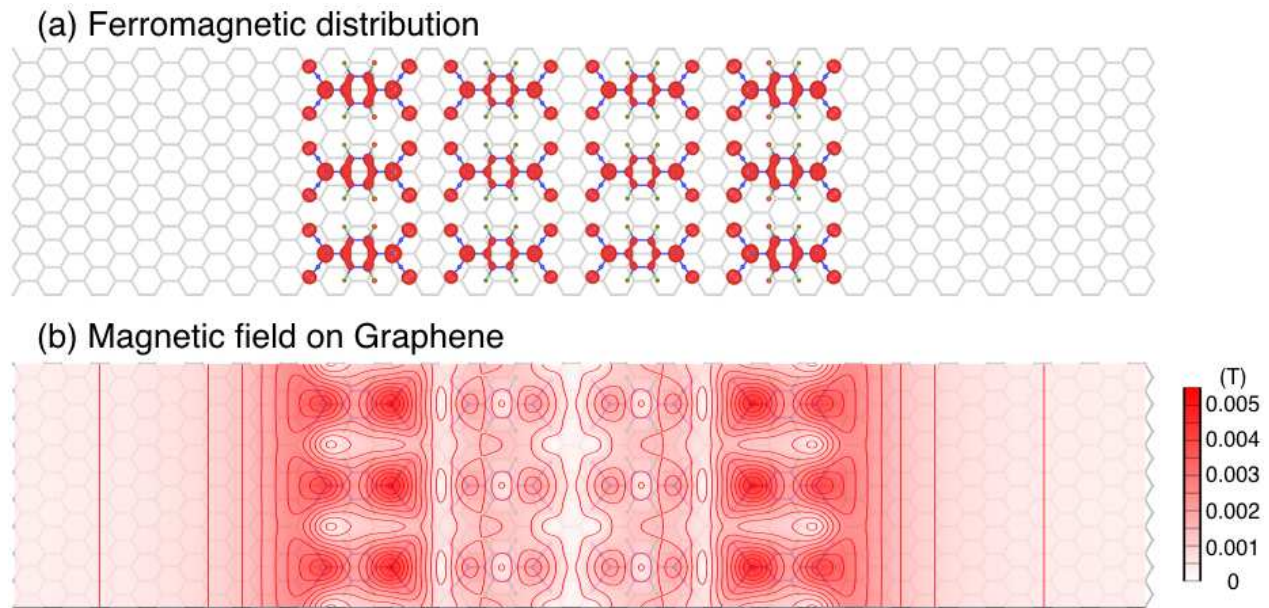 (a) Ferromagnetic distribution
(b) Magnetic field on Graphene
(T)
0.005
0.004
0.003
0.002
0.001
0